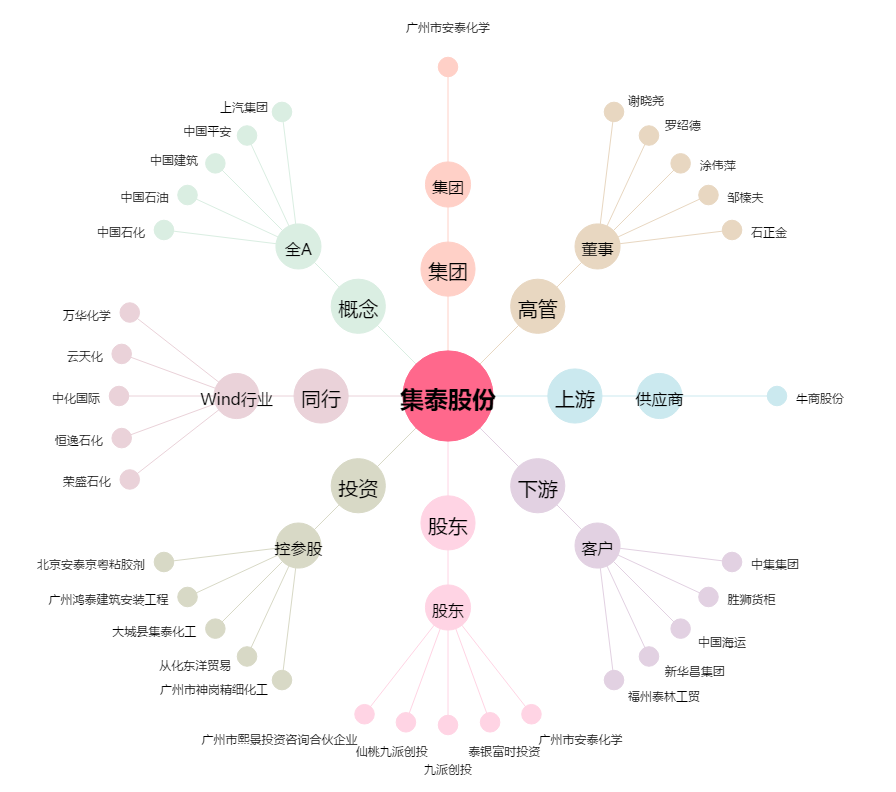 广州市安泰化学
上汽集团
谢晓尧
中国平安
罗绍德
中国建筑
涂伟萍
集团
中国石油
邹榛夫
中国石化
石正金
全A
董事
集团
概念
高管
万华化学
云天化
中化国际
恒逸石化
荣盛石化
Wind行业
同行
集泰股份
上游
供应商
牛商股份
投资
下游
股东
控参股
客户
北京安泰京粤粘胶剂
中集集团
广州鸿泰建筑安装工程
胜狮货柜
股东
大城县集泰化工
中国海运
从化东洋贸易
新华昌集团
广州市神岗精细化工
福州泰林工贸
广州市熙景投资咨询合伙企业
仙桃九派创投
九派创投
泰银富时投资
广州市安泰化学